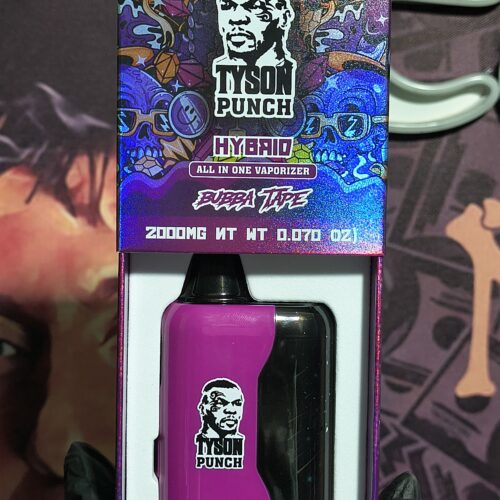 TYSON
PUNCH
HYBRID
ALL IN ONE VAPORIZER
BUBBA TAPE
2000MG NT WT 0.070 OZ)
TYSON
PUNCH